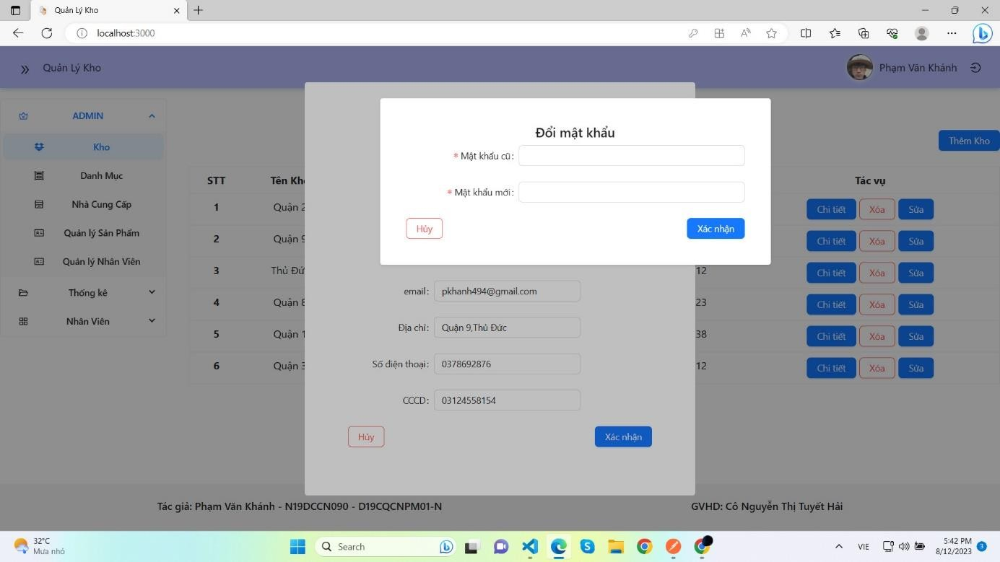 Quản Lý Kho
localhost:3000
Quản Lý Kho
Phạm Văn Khánh
ADMIN
Kho
Danh Mục
Nhà Cung Cấp
Quản lý Sản Phẩm
Quản lý Nhân Viên
Thống kê
Nhân Viên
Đổi mật khẩu
* Mật khẩu cũ:
* Mật khẩu mới:
Hủy Xác nhận
Thêm Kho
STT Tên Kh Tác vụ
1 Quận 2 Chi tiết Xóa Sửa
2 Quận 9 Chi tiết Xóa Sửa
3 Thủ Đứ 12 Chi tiết Xóa Sửa
4 Quận 8 23 Chi tiết Xóa Sửa
5 Quận 1 38 Chi tiết Xóa Sửa
6 Quận 3 12 Chi tiết Xóa Sửa
email: pkhanh494@gmail.com
Địa chỉ: Quận 9,Thủ Đức
Số điện thoại: 0378692876
CCCD: 03124558154
Hủy Xác nhận
Tác giả: Phạm Văn Khánh - N19DCCN090 - D19CQCNPM01-N
GVHD: Cô Nguyễn Thị Tuyết Hải
32°C
Mưa nhỏ
Search
VIE
5:42 PM
8/12/2023
3